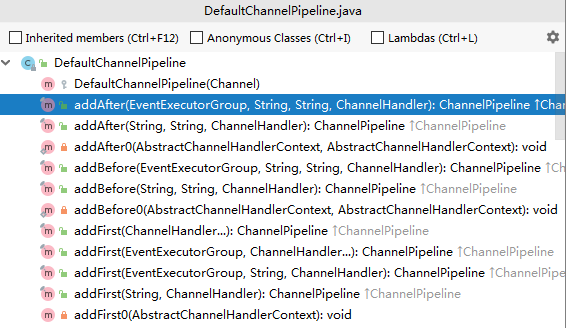 DefaultChannelPipeline.java
Inherited members (Ctrl+F12) Anonymous Classes (Ctrl+I) Lambdas (Ctrl+L)
DefaultChannelPipeline
DefaultChannelPipeline(Channel)
addAfter(EventExecutorGroup, String, String, ChannelHandler): ChannelPipeline ↑Chan
addAfter(String, String, ChannelHandler): ChannelPipeline ↑ChannelPipeline
addAfter0(AbstractChannelHandlerContext, AbstractChannelHandlerContext): void
addBefore(EventExecutorGroup, String, String, ChannelHandler): ChannelPipeline ↑Cha
addBefore(String, String, ChannelHandler): ChannelPipeline ↑ChannelPipeline
addBefore0(AbstractChannelHandlerContext, AbstractChannelHandlerContext): void
addFirst(ChannelHandler...): ChannelPipeline ↑ChannelPipeline
addFirst(EventExecutorGroup, ChannelHandler...): ChannelPipeline ↑ChannelPipeline
addFirst(EventExecutorGroup, String, ChannelHandler): ChannelPipeline ↑ChannelPipeline
addFirst(String, ChannelHandler): ChannelPipeline ↑ChannelPipeline
addFirst0(AbstractChannelHandlerContext): void